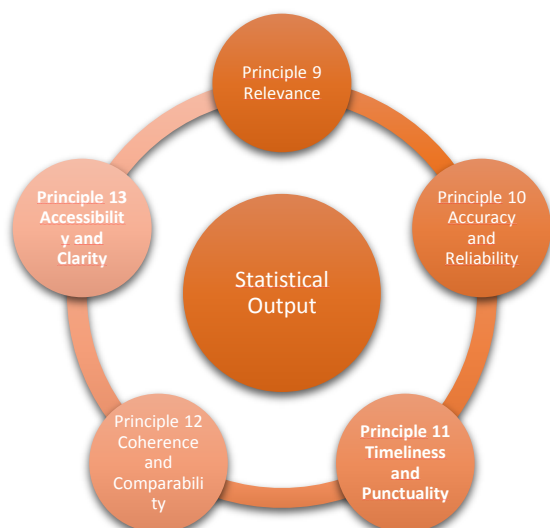 Principle 9
Relevance
Principle 10
Accuracy
and
Reliability
Principle 11
Timeliness
and
Punctuality
Principle 12
Coherence
and
Comparabili
ty
Principle 13
Accessibilit
y and
Clarity
Statistical
Output